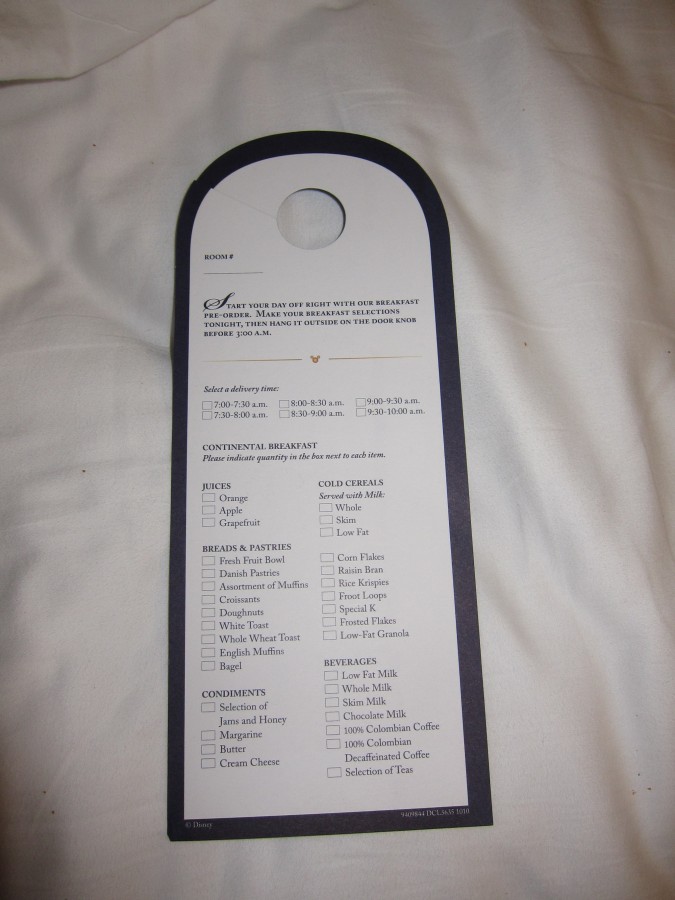 ROOM #
START YOUR DAY OFF RIGHT WITH OUR BREAKFAST
PRE-ORDER. MAKE YOUR BREAKFAST SELECTIONS
TONIGHT, THEN HANG IT OUTSIDE ON THE DOOR KNOB
BEFORE 3:00 A.M.
Select a delivery time:
7:00-7:30 a.m. 8:00-8:30 a.m. 9:00-9:30 a.m.
7:30-8:00 a.m. 8:30-9:00 a.m. 9:30-10:00 a.m.
CONTINENTAL BREAKFAST
Please indicate quantity in the box next to each item.
JUICES
Orange
Apple
Grapefruit
BREADS & PASTRIES
Fresh Fruit Bowl
Danish Pastries
Assortment of Muffins
Croissants
Doughnuts
White Toast
Whole Wheat Toast
English Muffins
Bagel
CONDIMENTS
Selection of
Jams and Honey
Margarine
Butter
Cream Cheese
COLD CEREALS
Served with Milk:
Whole
Skim
Low Fat
Corn Flakes
Raisin Bran
Rice Krispies
Froot Loops
Special K
Frosted Flakes
Low-Fat Granola
BEVERAGES
Low Fat Milk
Whole Milk
Skim Milk
Chocolate Milk
100% Colombian Coffee
100% Colombian
Decaffeinated Coffee
Selection of Teas
© Disney
9409844 DCL3635 1010